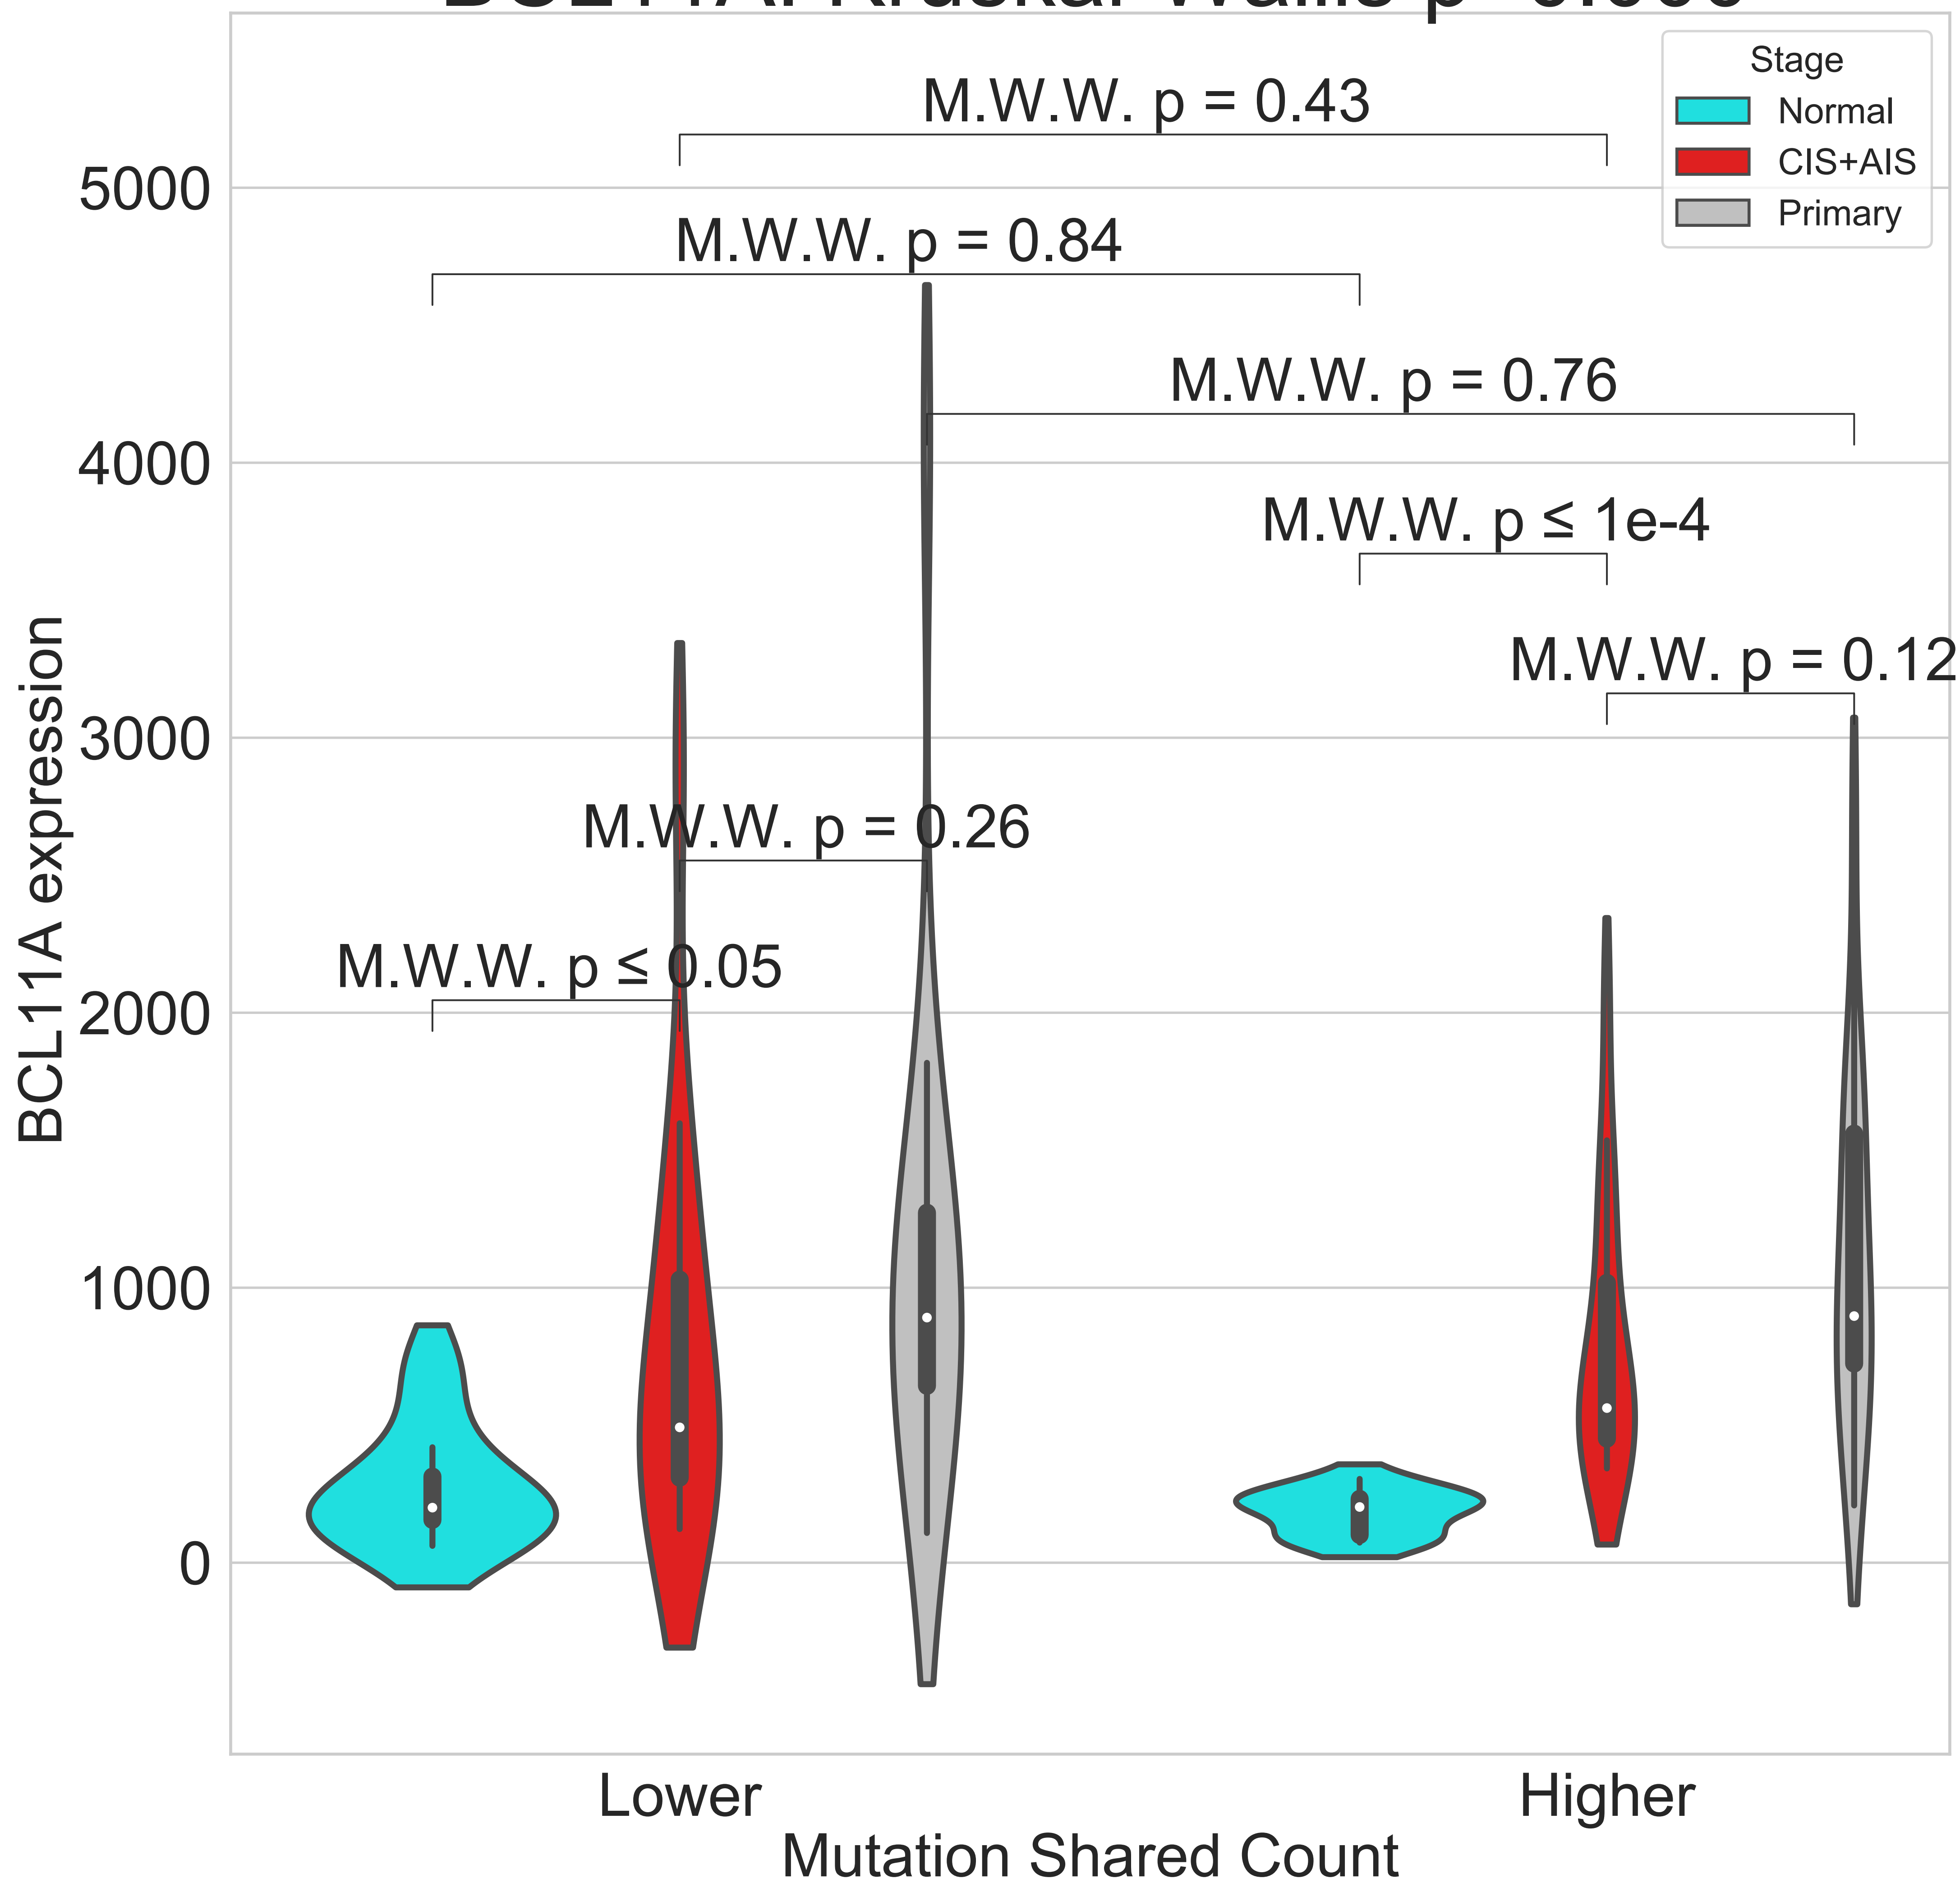 Stage
Normal
CIS+AIS
Primary
M.W.W. p = 0.43
M.W.W. p = 0.84
M.W.W. p = 0.76
M.W.W. p ≤ 1e-4
M.W.W. p = 0.12
M.W.W. p = 0.26
M.W.W. p ≤ 0.05
5000
4000
3000
2000
1000
0
BCL11A expression
Lower
Higher
Mutation Shared Count